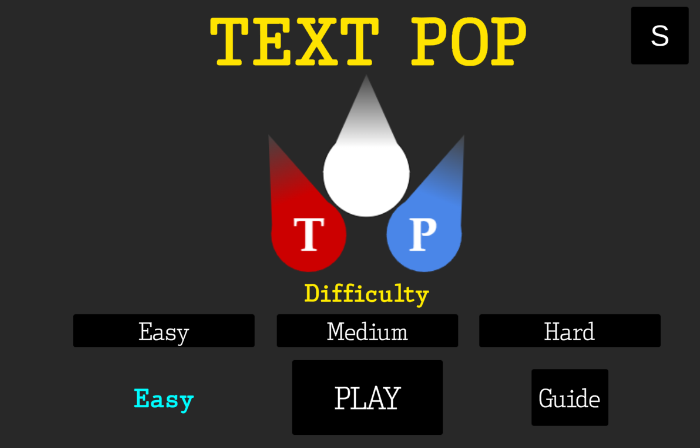 TEXT POP
S
T
P
Difficulty
Easy
Medium
Hard
Easy
PLAY
Guide